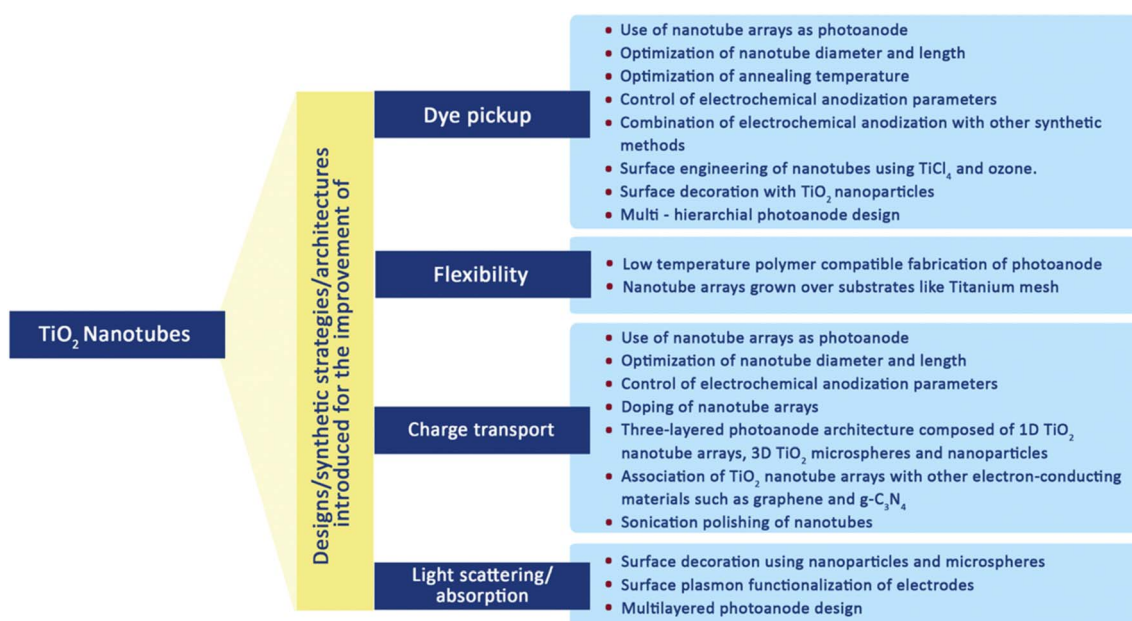 TiO₂ Nanotubes
Designs/synthetic strategies/architectures
introduced for the improvement of
Dye pickup
• Use of nanotube arrays as photoanode
• Optimization of nanotube diameter and length
• Optimization of annealing temperature
• Control of electrochemical anodization parameters
• Combination of electrochemical anodization with other synthetic
methods
• Surface engineering of nanotubes using TiCl₄ and ozone.
• Surface decoration with TiO₂ nanoparticles
• Multi - hierarchial photoanode design
Flexibility
• Low temperature polymer compatible fabrication of photoanode
• Nanotube arrays grown over substrates like Titanium mesh
Charge transport
• Use of nanotube arrays as photoanode
• Optimization of nanotube diameter and length
• Control of electrochemical anodization parameters
• Doping of nanotube arrays
• Three-layered photoanode architecture composed of 1D TiO₂
nanotube arrays, 3D TiO₂ microspheres and nanoparticles
• Association of TiO₂ nanotube arrays with other electron-conducting
materials such as graphene and g-C₃N₄
• Sonication polishing of nanotubes
Light scattering/
absorption
• Surface decoration using nanoparticles and microspheres
• Surface plasmon functionalization of electrodes
• Multilayered photoanode design